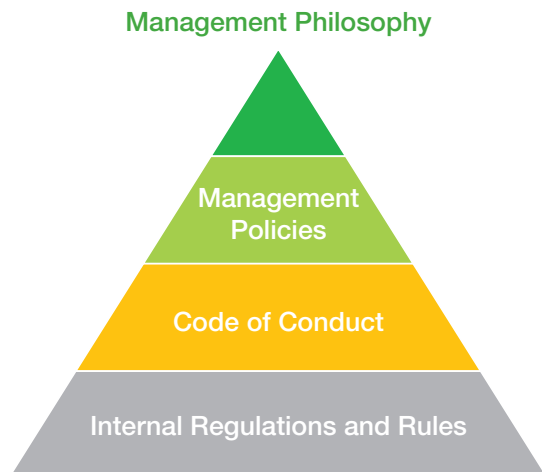 Management Philosophy
Management
Policies
Code of Conduct
Internal Regulations and Rules